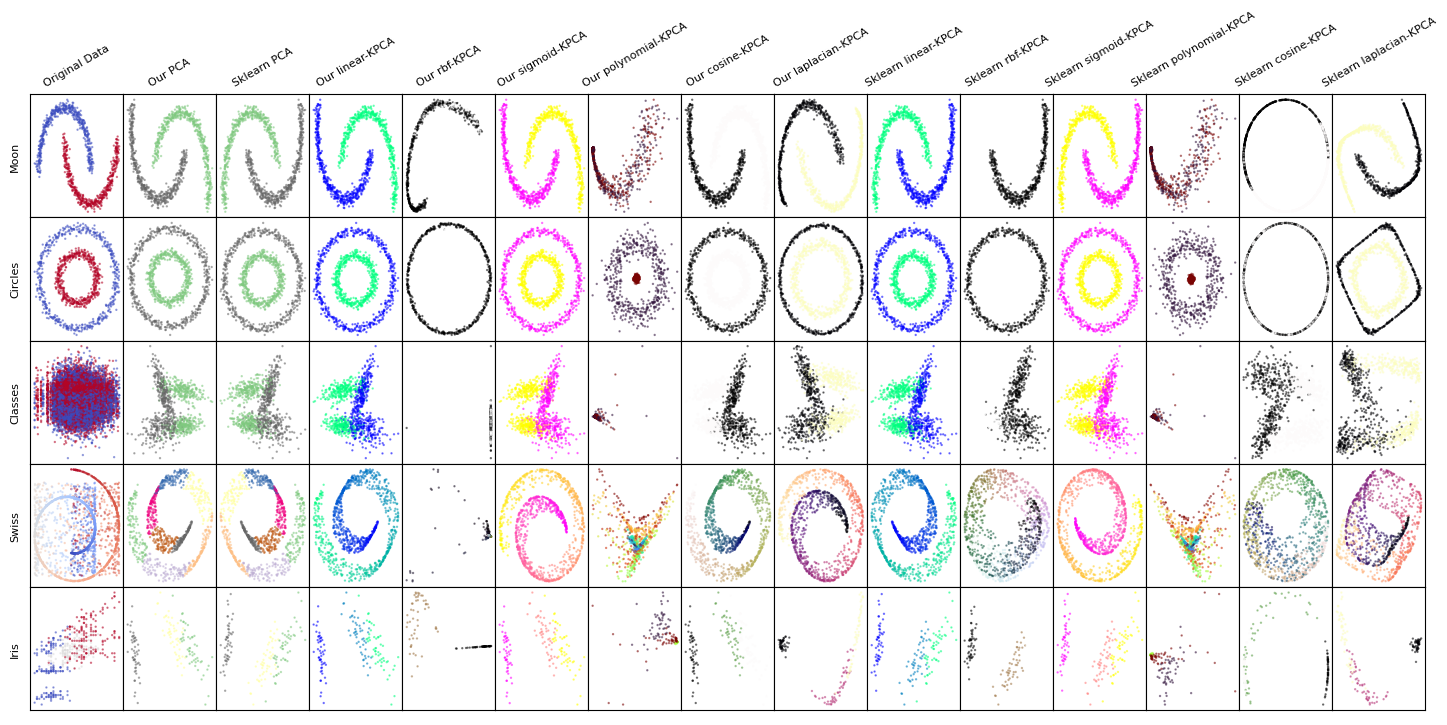 Original Data
Our PCA
Sklearn PCA
Our linear-KPCA
Our rbf-KPCA
Our sigmoid-KPCA
Our polynomial-KPCA
Our cosine-KPCA
Our laplacian-KPCA
Sklearn linear-KPCA
Sklearn rbf-KPCA
Sklearn sigmoid-KPCA
Sklearn polynomial-KPCA
Sklearn cosine-KPCA
Sklearn laplacian-KPCA
Moon
Circles
Classes
Swiss
Iris